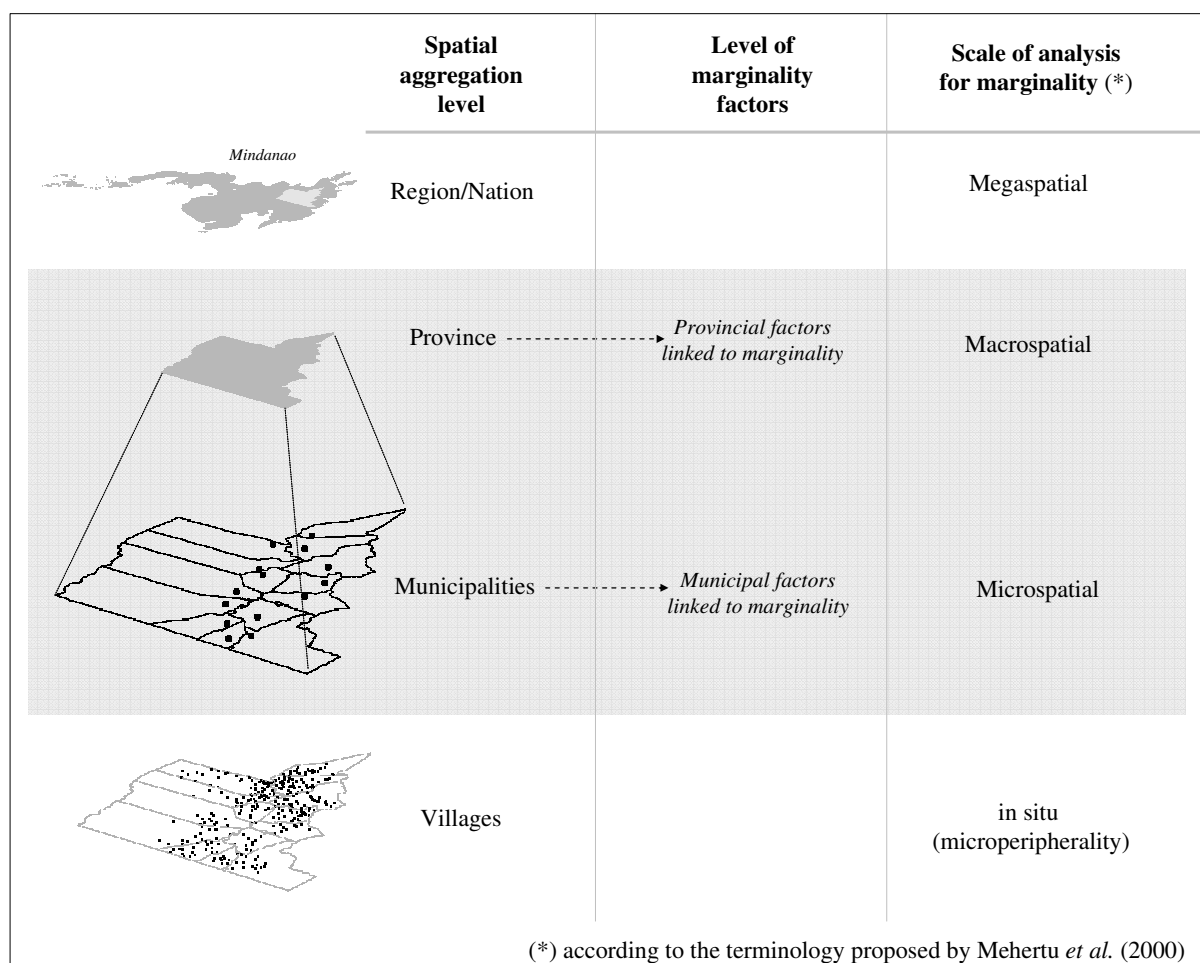 Spatial
aggregation
level
Level of
marginality
factors
Scale of analysis
for marginality (*)
Mindanao
Region/Nation
Megaspatial
Province
Provincial factors
linked to marginality
Macrospatial
Municipalities
Municipal factors
linked to marginality
Microspatial
Villages
in situ
(microperipherality)
(*) according to the terminology proposed by Mehertu et al. (2000)